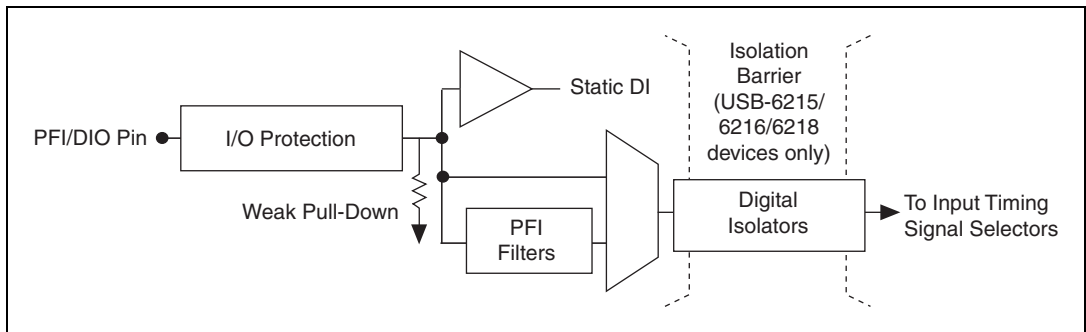 PFI/DIO Pin
I/O Protection
Weak Pull-Down
Static DI
PFI
Filters
Isolation
Barrier
(USB-6215/
6216/6218
devices only)
Digital
Isolators
To Input Timing
Signal Selectors